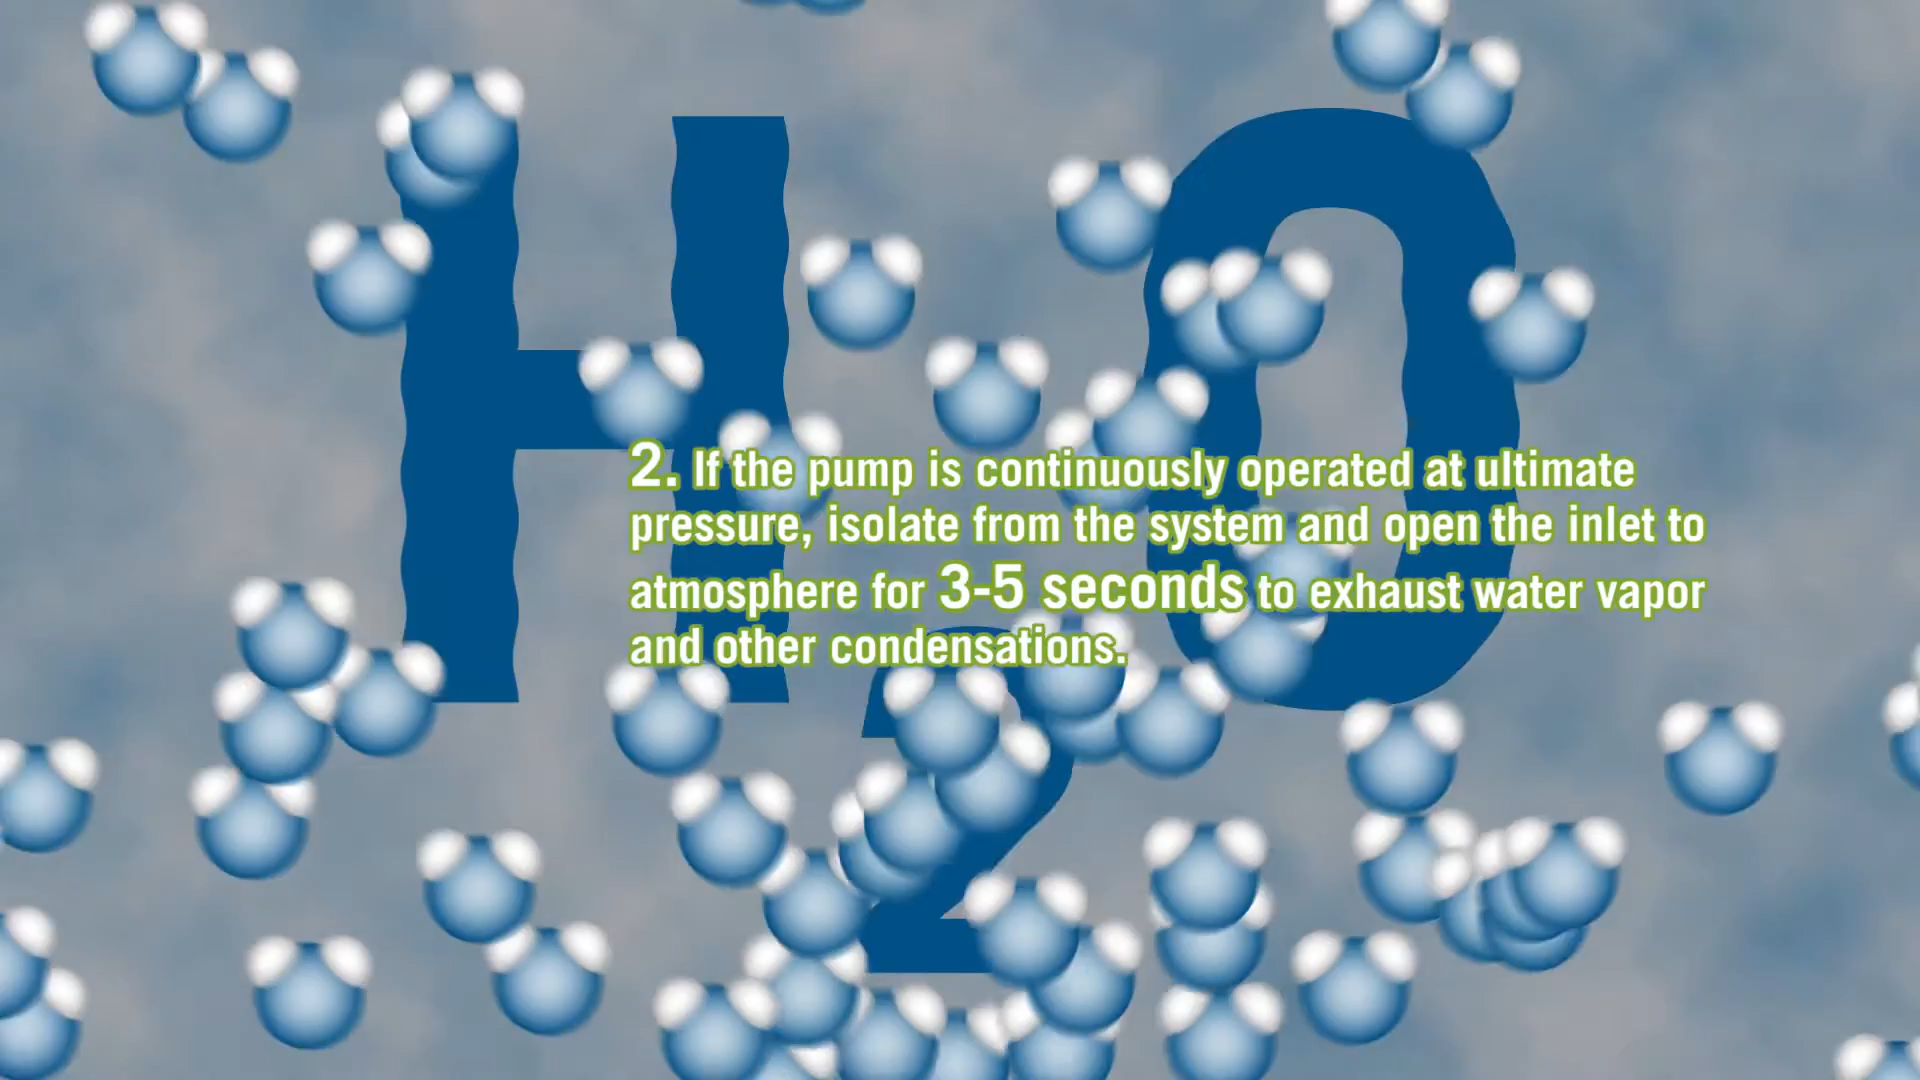 H O
2. If the pump is continuously operated at ultimate
pressure, isolate from the system and open the inlet to
atmosphere for 3-5 seconds to exhaust water vapor
and other condensations.
2